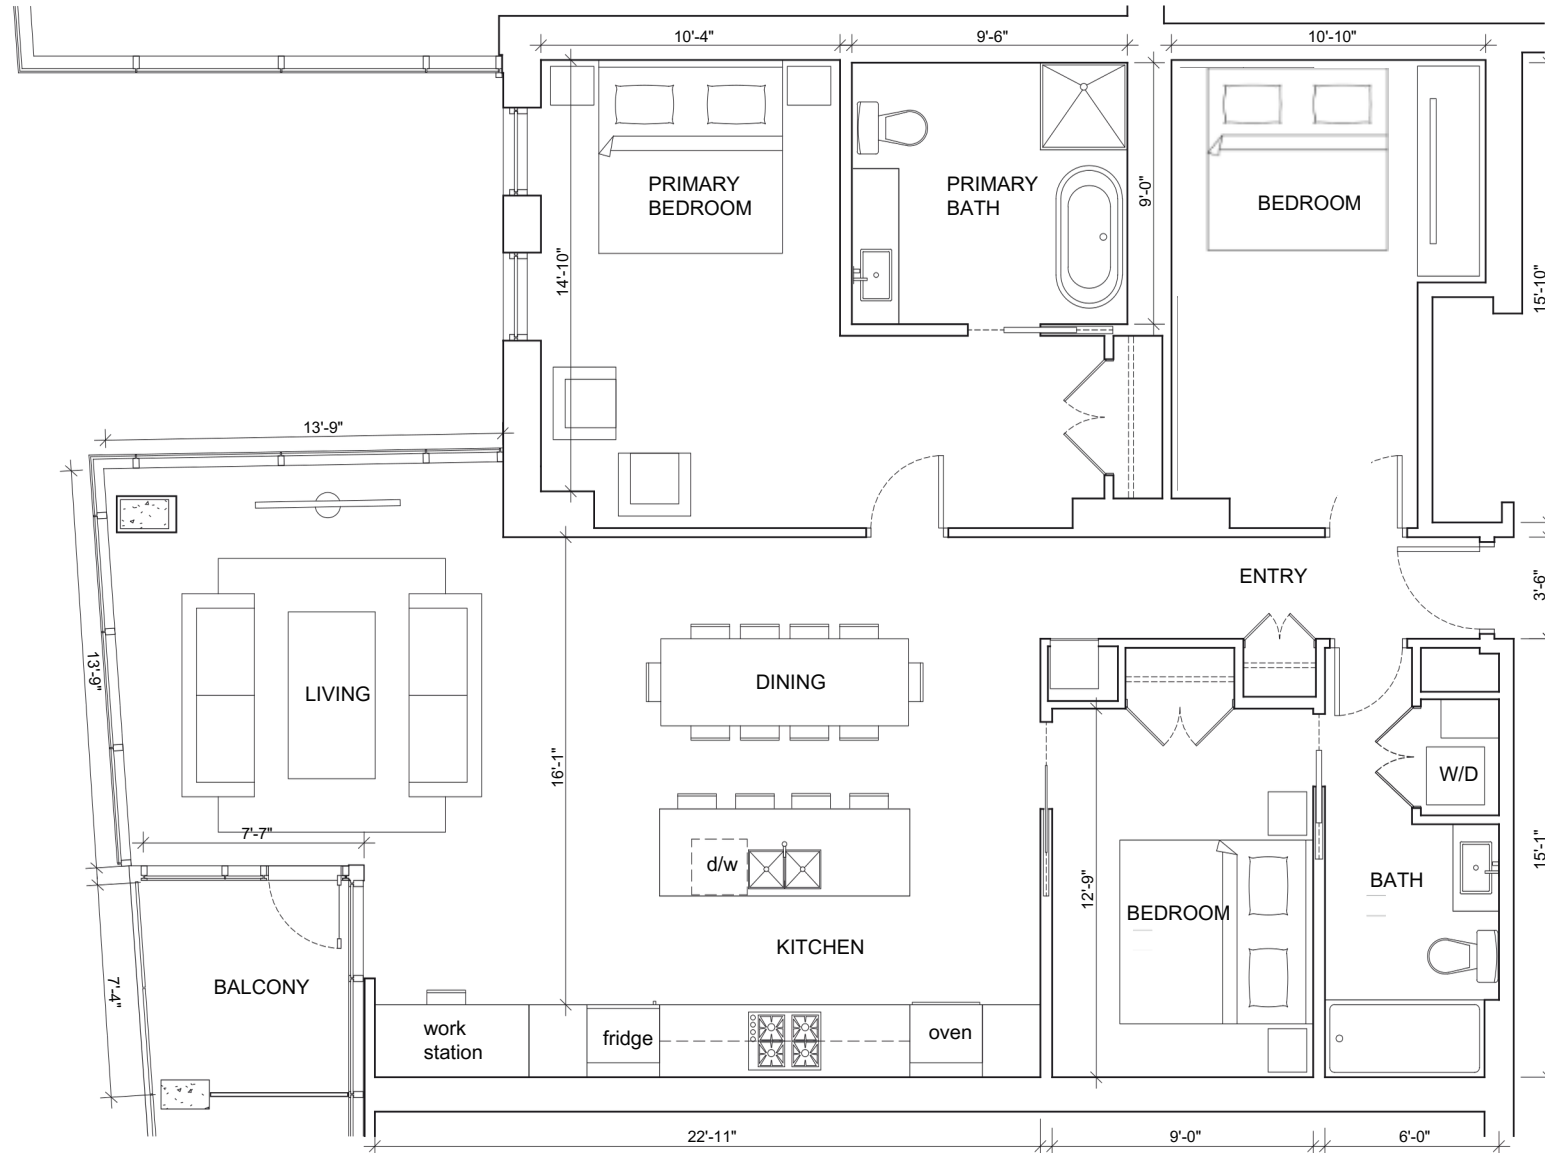 10'-4"
9'-6"
10'-10"
PRIMARY
BEDROOM
PRIMARY
BATH
9'-0"
BEDROOM
14'-10"
15'-10"
13'-9"
ENTRY
3'-6"
13'-9"
LIVING
DINING
16'-1"
W/D
7'-7"
d/w
12'-9"
BEDROOM
BATH
15'-1"
KITCHEN
BALCONY
7'-4"
work
station
fridge
oven
22'-11"
9'-0"
6'-0"